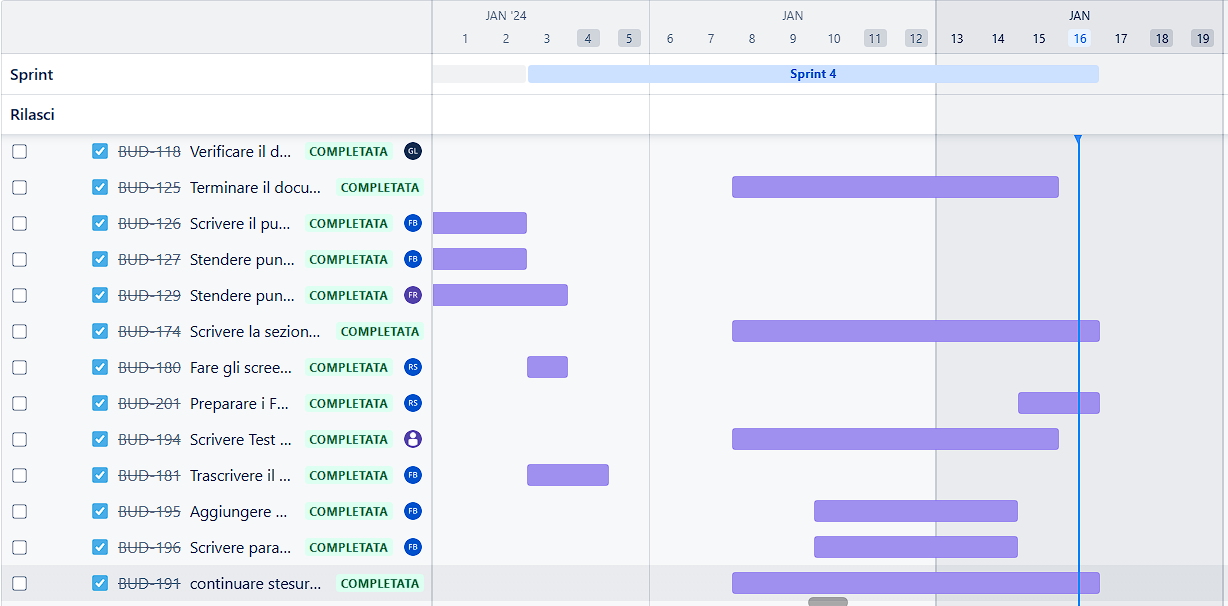 JAN '24 JAN JAN
1 2 3 4 5 6 7 8 9 10 11 12 13 14 15 16 17 18 19
Sprint Sprint 4
Rilasci
BUD-118 Verificare il d... COMPLETATA GL
BUD-125 Terminare il docu... COMPLETATA
BUD-126 Scrivere il pu... COMPLETATA FB
BUD-127 Stendere pun... COMPLETATA FB
BUD-129 Stendere pun... COMPLETATA FR
BUD-174 Scrivere la sezion... COMPLETATA
BUD-180 Fare gli scree... COMPLETATA RS
BUD-201 Preparare i F... COMPLETATA RS
BUD-194 Scrivere Test ... COMPLETATA
BUD-181 Trascrivere il ... COMPLETATA FB
BUD-195 Aggiungere ... COMPLETATA FB
BUD-196 Scrivere para... COMPLETATA FB
BUD-191 continuare stesur... COMPLETATA